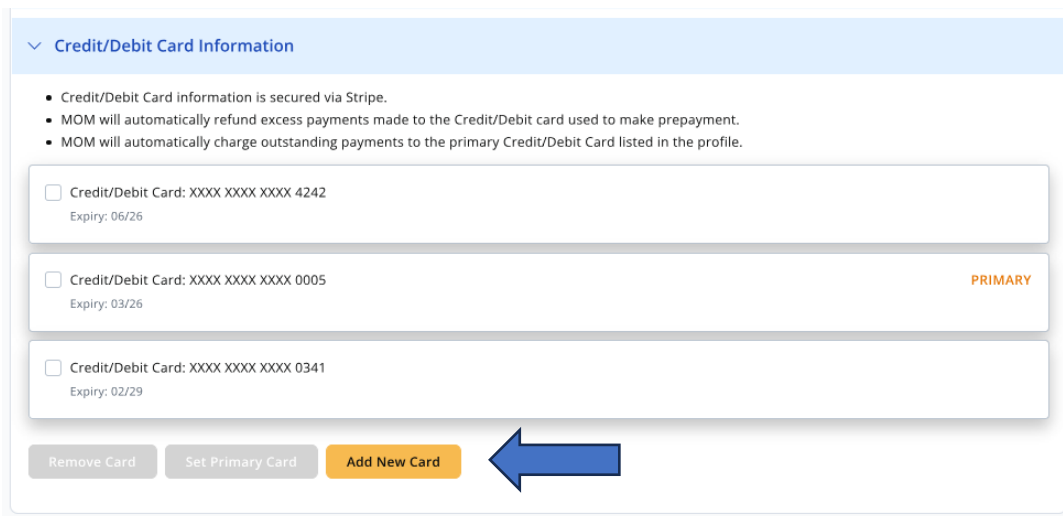 Credit/Debit Card Information
• Credit/Debit Card information is secured via Stripe.
• MOM will automatically refund excess payments made to the Credit/Debit card used to make prepayment.
• MOM will automatically charge outstanding payments to the primary Credit/Debit Card listed in the profile.
Credit/Debit Card: XXXX XXXX XXXX 4242
Expiry: 06/26
Credit/Debit Card: XXXX XXXX XXXX 0005 PRIMARY
Expiry: 03/26
Credit/Debit Card: XXXX XXXX XXXX 0341
Expiry: 02/29
Remove Card Set Primary Card Add New Card